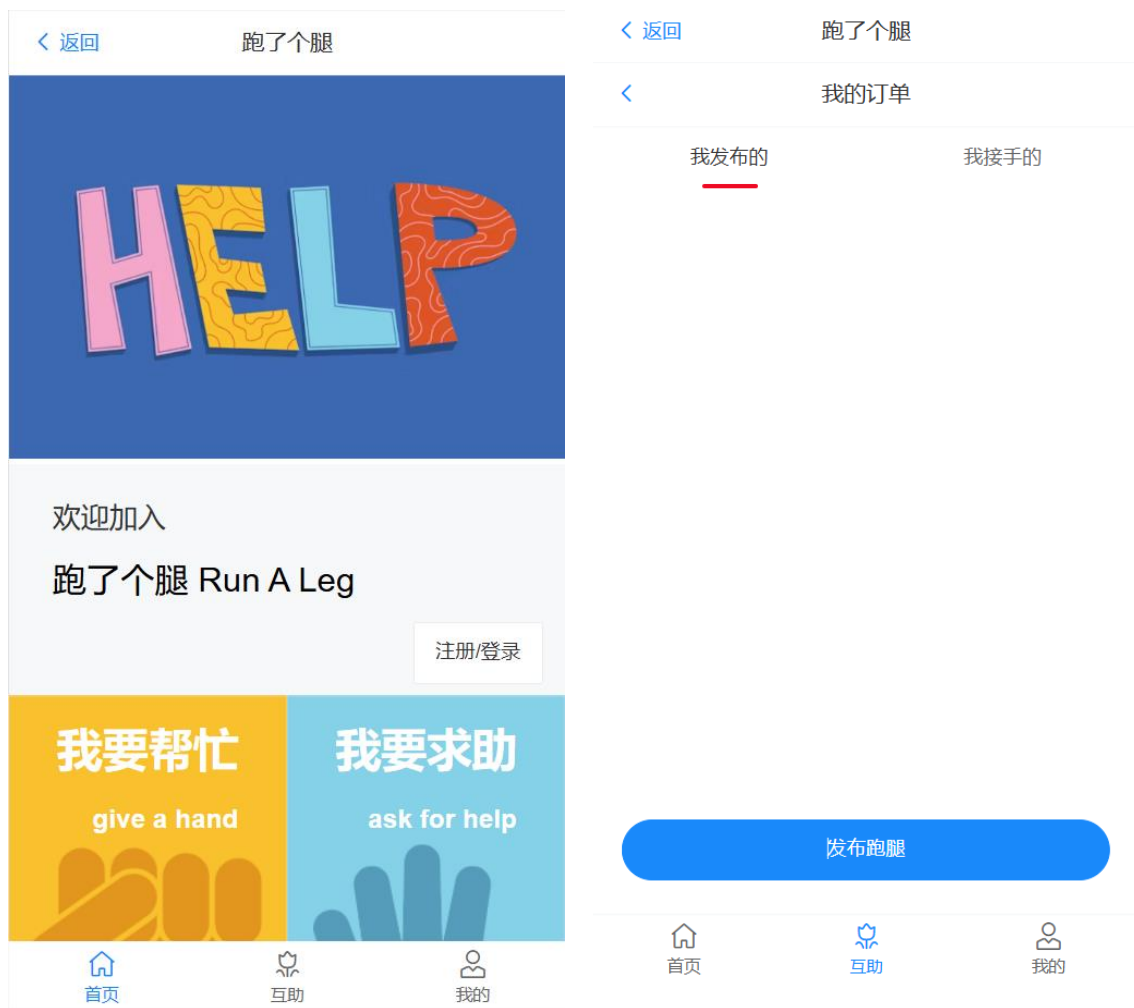 返回
跑了个腿
HELP
欢迎加入
跑了个腿 Run A Leg
注册/登录
我要帮忙
give a hand
我要求助
ask for help
首页
互助
我的
返回
跑了个腿
我的订单
我发布的
我接手的
发布跑腿
首页
互助
我的